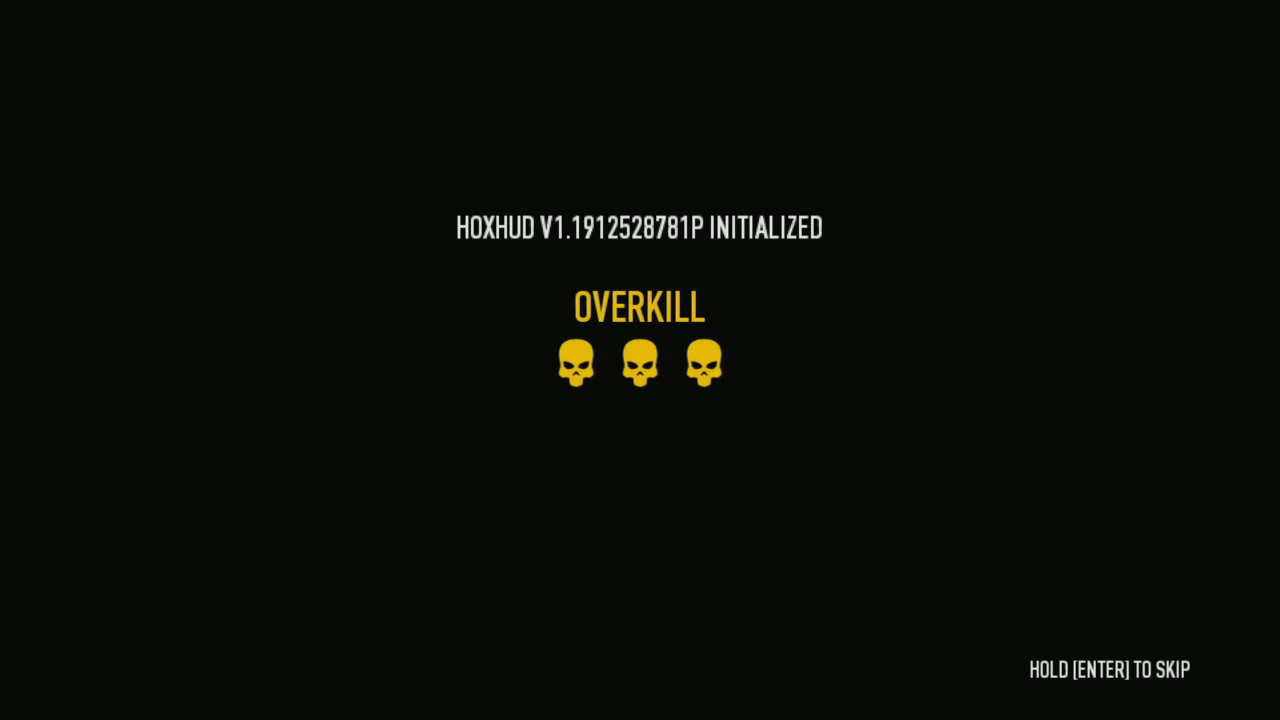 HOXHUD V1.1912528781P INITIALIZED
OVERKILL
HOLD [ENTER] TO SKIP